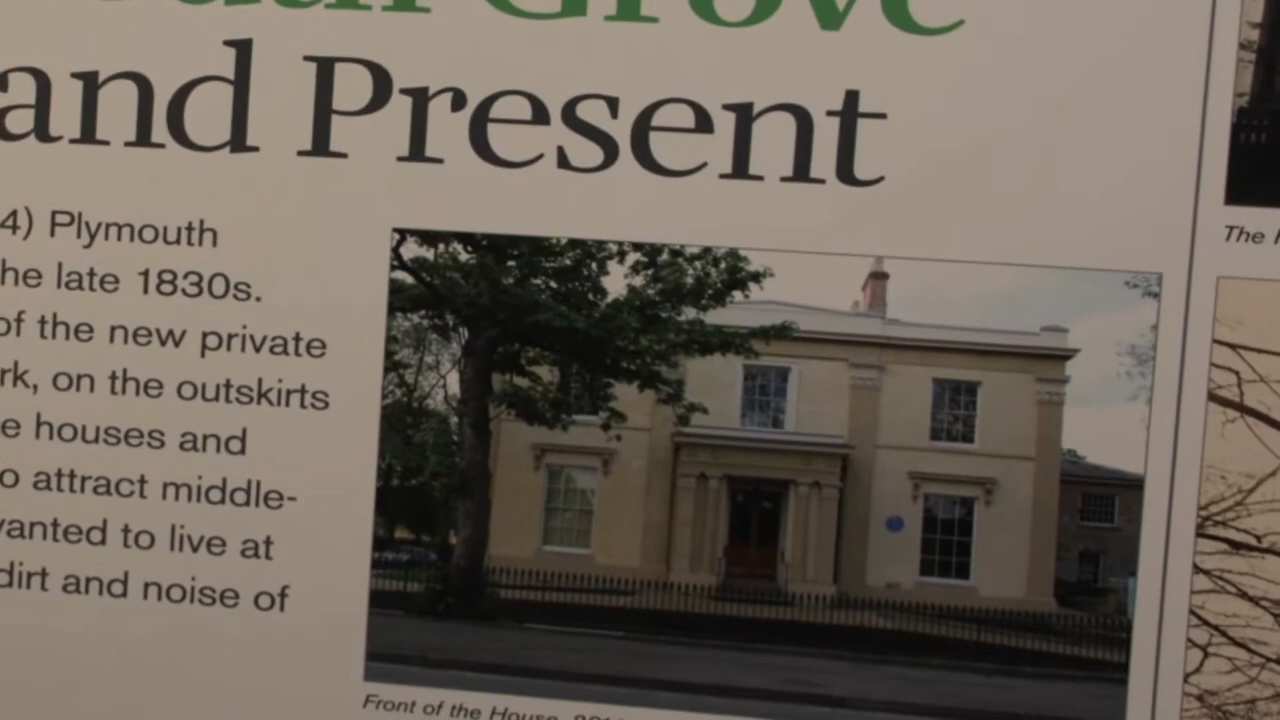 Grove
and Present
4) Plymouth
he late 1830s.
of the new private
rk, on the outskirts
e houses and
o attract middle-
wanted to live at
dirt and noise of
Front of the House,
The